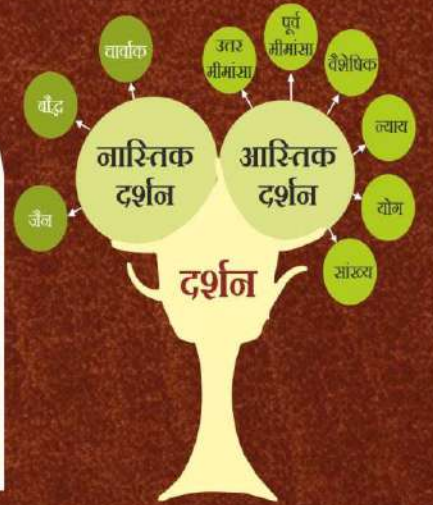 चार्वाक
बौद्ध
जैन
नास्तिक
दर्शन
उत्तर
मीमांसा
पूर्व
मीमांसा
वैशेषिक
न्याय
योग
सांख्य
आस्तिक
दर्शन
दर्शन